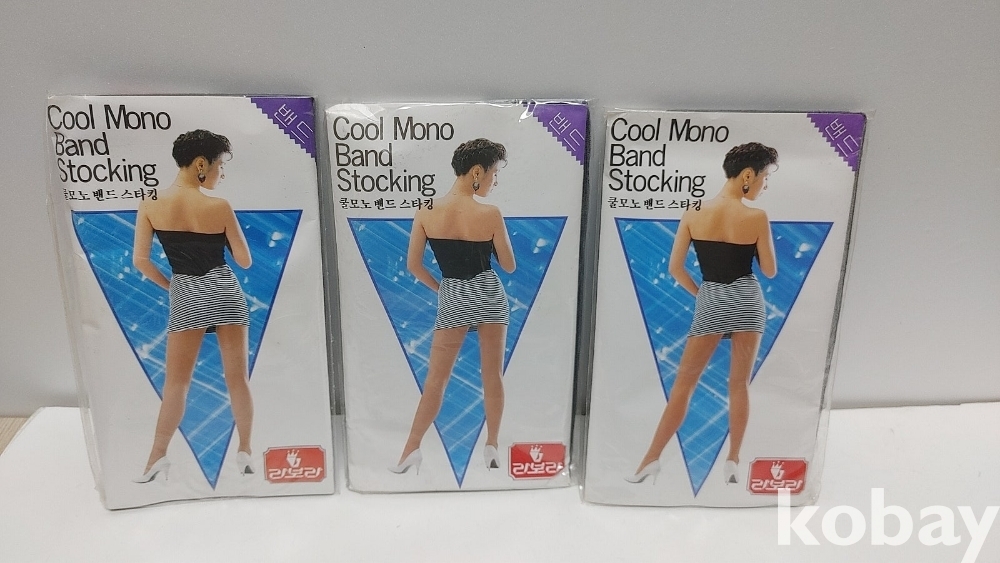 Cool Mono
Band
Stocking
쿨모노 밴드 스타킹
밴드
라보라
Cool Mono
Band
Stocking
쿨모노 밴드 스타킹
밴드
라보라
Cool Mono
Band
Stocking
쿨모노 밴드 스타킹
밴드
라보라
kobay